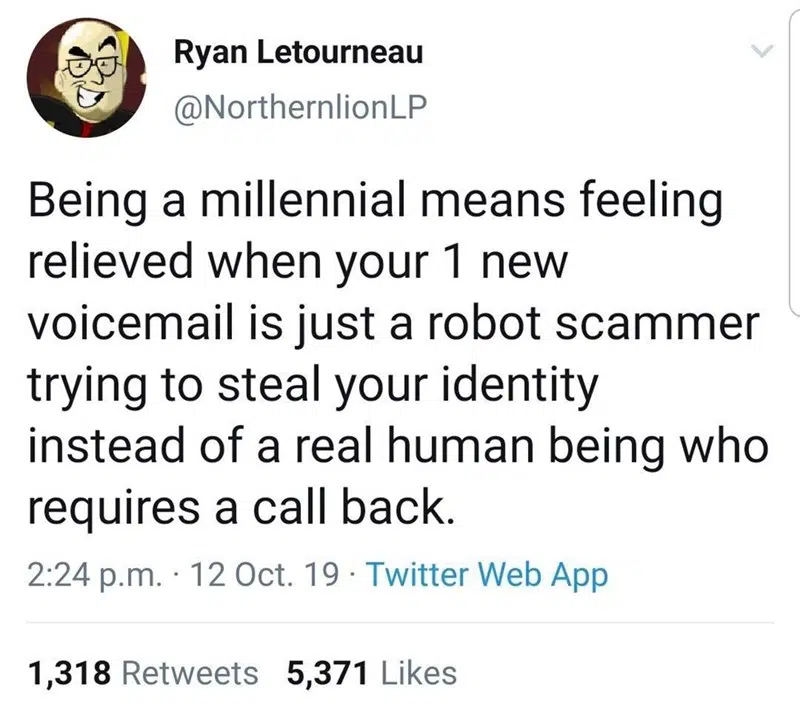 Ryan Letourneau
@NorthernlionLP
Being a millennial means feeling
relieved when your 1 new
voicemail is just a robot scammer
trying to steal your identity
instead of a real human being who
requires a call back.
2:24 p.m. · 12 Oct. 19 · Twitter Web App
1,318 Retweets 5,371 Likes